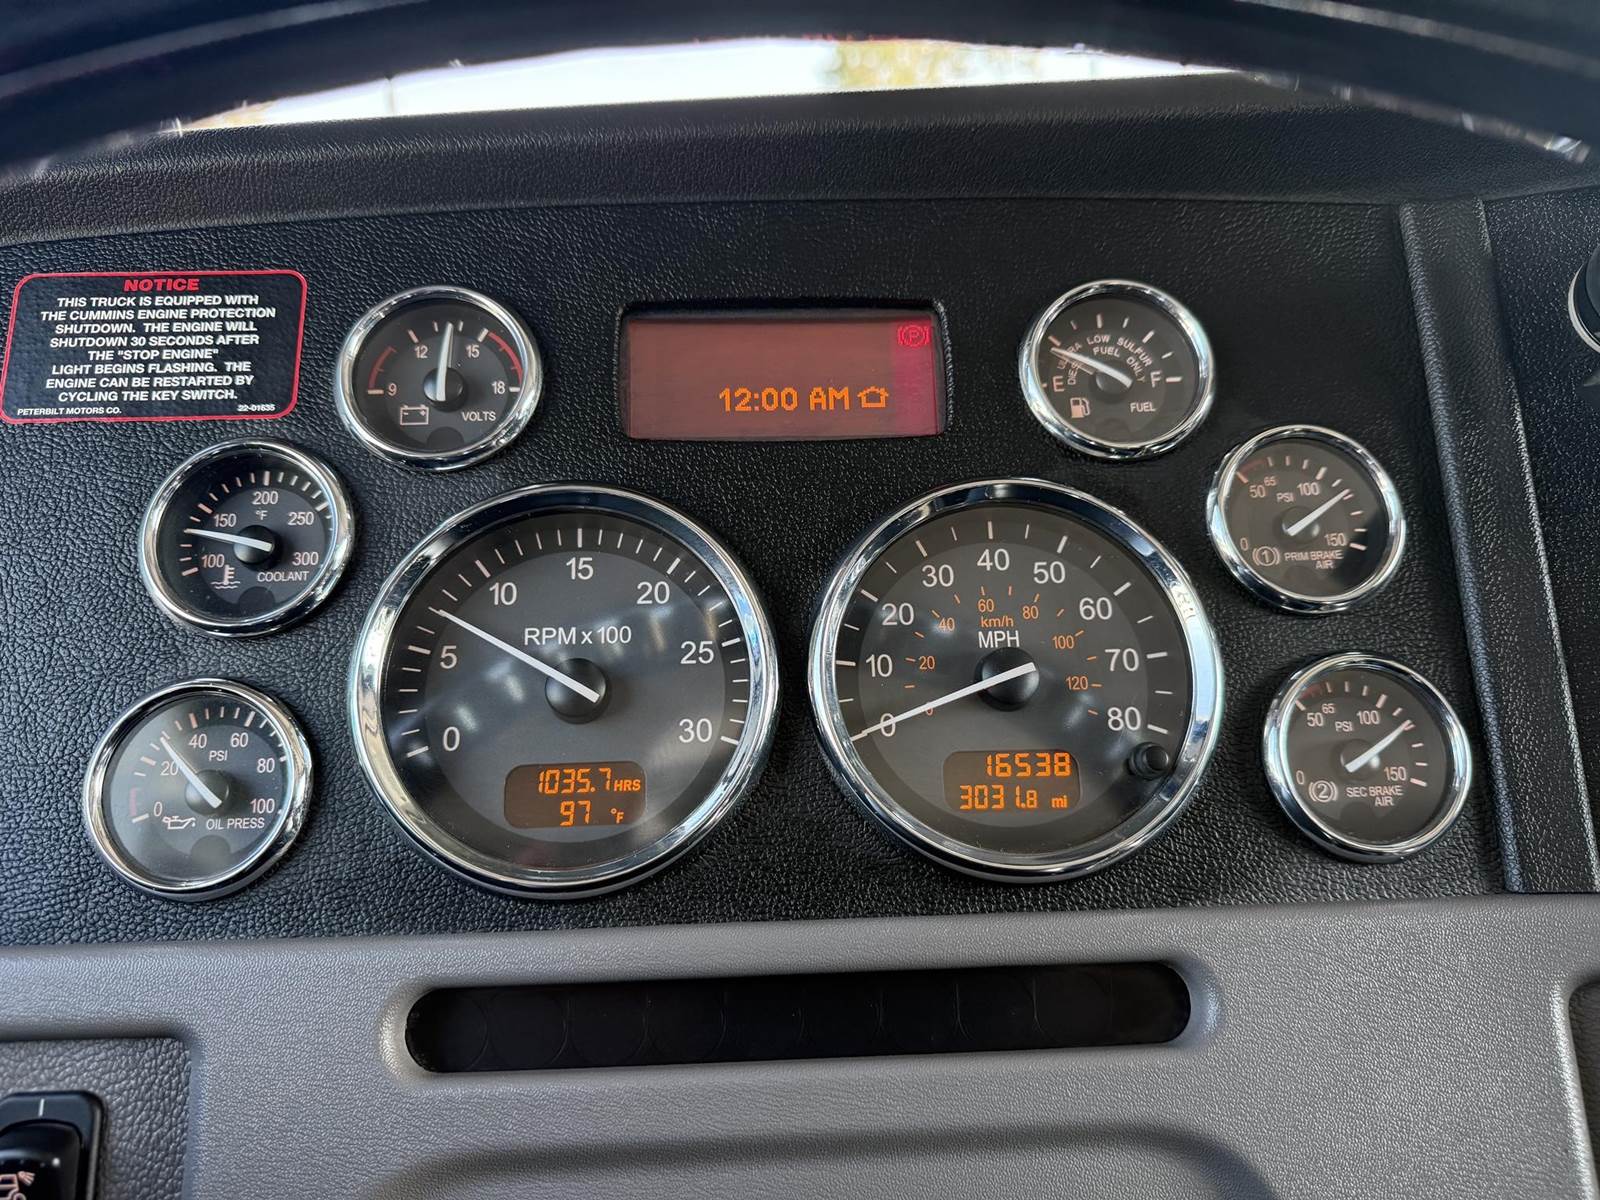 NOTICE
THIS TRUCK IS EQUIPPED WITH
THE CUMMINS ENGINE PROTECTION
SHUTDOWN. THE ENGINE WILL
SHUTDOWN 30 SECONDS AFTER
THE "STOP ENGINE"
LIGHT BEGINS FLASHING. THE
ENGINE CAN BE RESTARTED BY
CYCLING THE KEY SWITCH.
PETERBILT MOTORS CO. 22-01635
9 12 15 18
VOLTS
(P)
12:00 AM
ULTRA LOW SULFUR
DIESEL FUEL ONLY
E F
FUEL
100 150 200 250 300
°F
COOLANT
0 5 10 15 20 25 30
RPM x 100
1035.7 HRS
97 °F
0 10 20 30 40 50 60 70 80
MPH
0 20 40 60 80 100 120
km/h
16538
3031.8 mi
0 50 65 100 150
PSI
(1) PRIM BRAKE
AIR
0 20 40 60 80 100
PSI
OIL PRESS
0 50 65 100 150
PSI
(2) SEC BRAKE
AIR